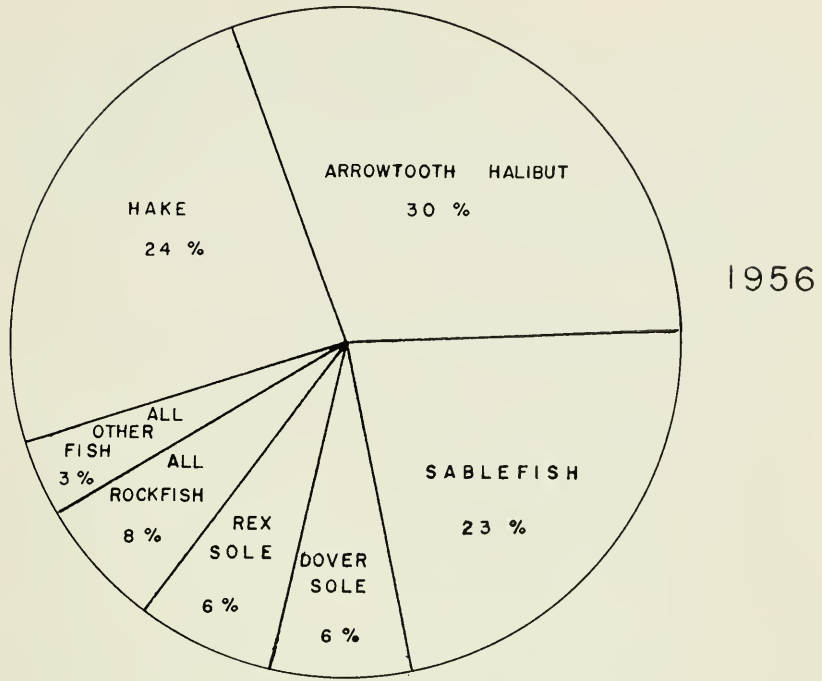 ARROWTOOTH HALIBUT
30 %
HAKE
24 %
1956
SABLEFISH
23 %
ALL
OTHER
FISH
3 %
ALL
ROCKFISH
8 %
REX
SOLE
6 %
DOVER
SOLE
6 %